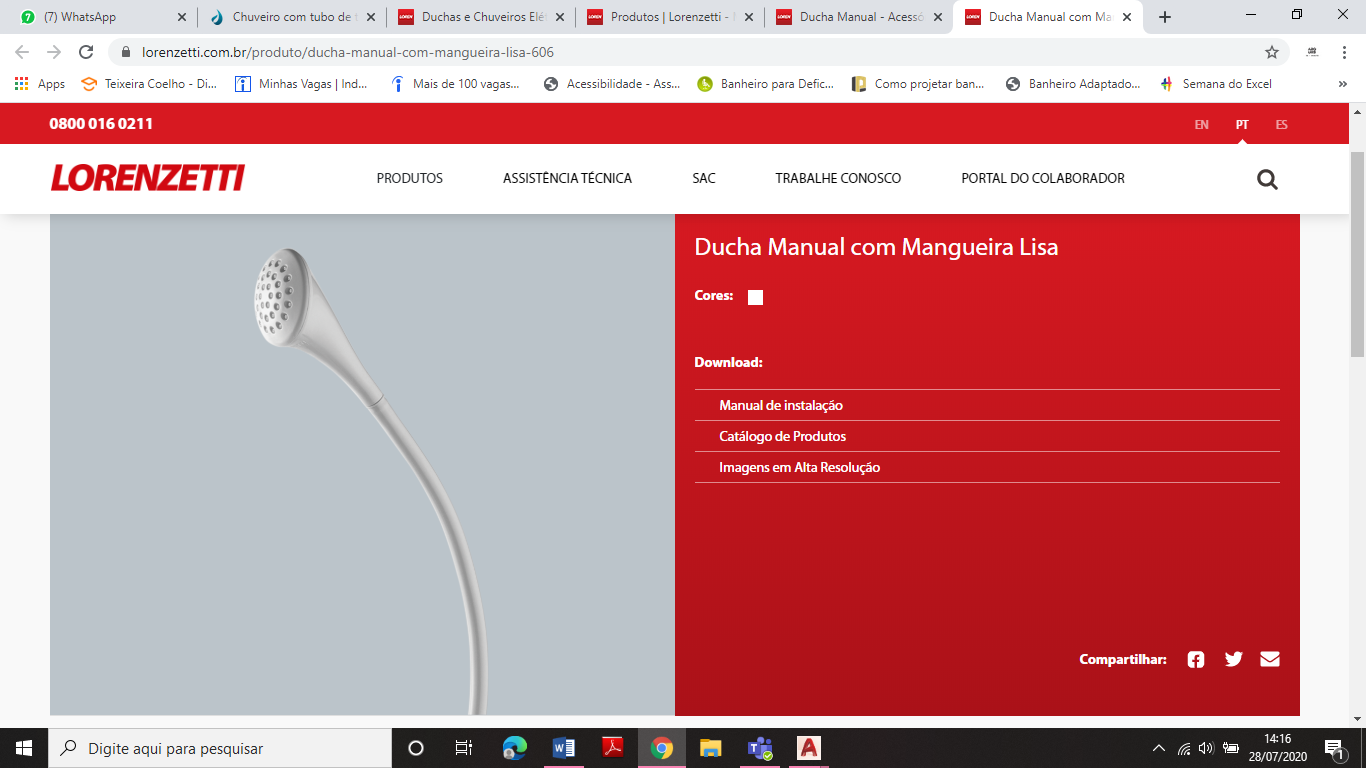 (7) WhatsApp
Chuveiro com tubo de
Duchas e Chuveiros Elé
Produtos | Lorenzetti -
Ducha Manual - Acessó
Ducha Manual com Ma
lorenzetti.com.br/produto/ducha-manual-com-mangueira-lisa-606
Apps
Teixeira Coelho - Di...
Minhas Vagas | Ind...
Mais de 100 vagas...
Acessibilidade - Ass...
Banheiro para Defic...
Como projetar ban...
Banheiro Adaptado...
Semana do Excel
0800 016 0211
EN PT ES
LORENZETTI
PRODUTOS
ASSISTÊNCIA TÉCNICA
SAC
TRABALHE CONOSCO
PORTAL DO COLABORADOR
Ducha Manual com Mangueira Lisa
Cores:
Download:
Manual de instalação
Catálogo de Produtos
Imagens em Alta Resolução
Compartilhar:
Digite aqui para pesquisar
14:16
28/07/2020
1